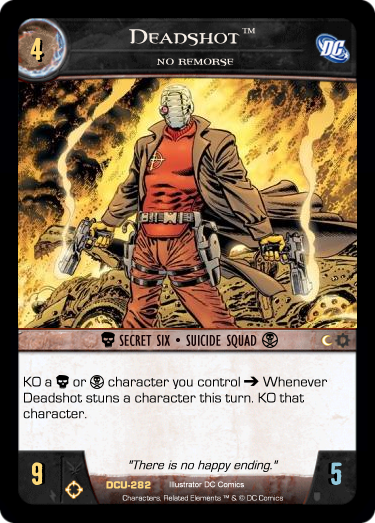 4
DEADSHOT™
NO REMORSE
DC
SECRET SIX • SUICIDE SQUAD
KO a or character you control ➔ Whenever
Deadshot stuns a character this turn. KO that
character.
"There is no happy ending."
9
DCU-282 Illustrator DC Comics
5
Characters, Related Elements ™ & © DC Comics